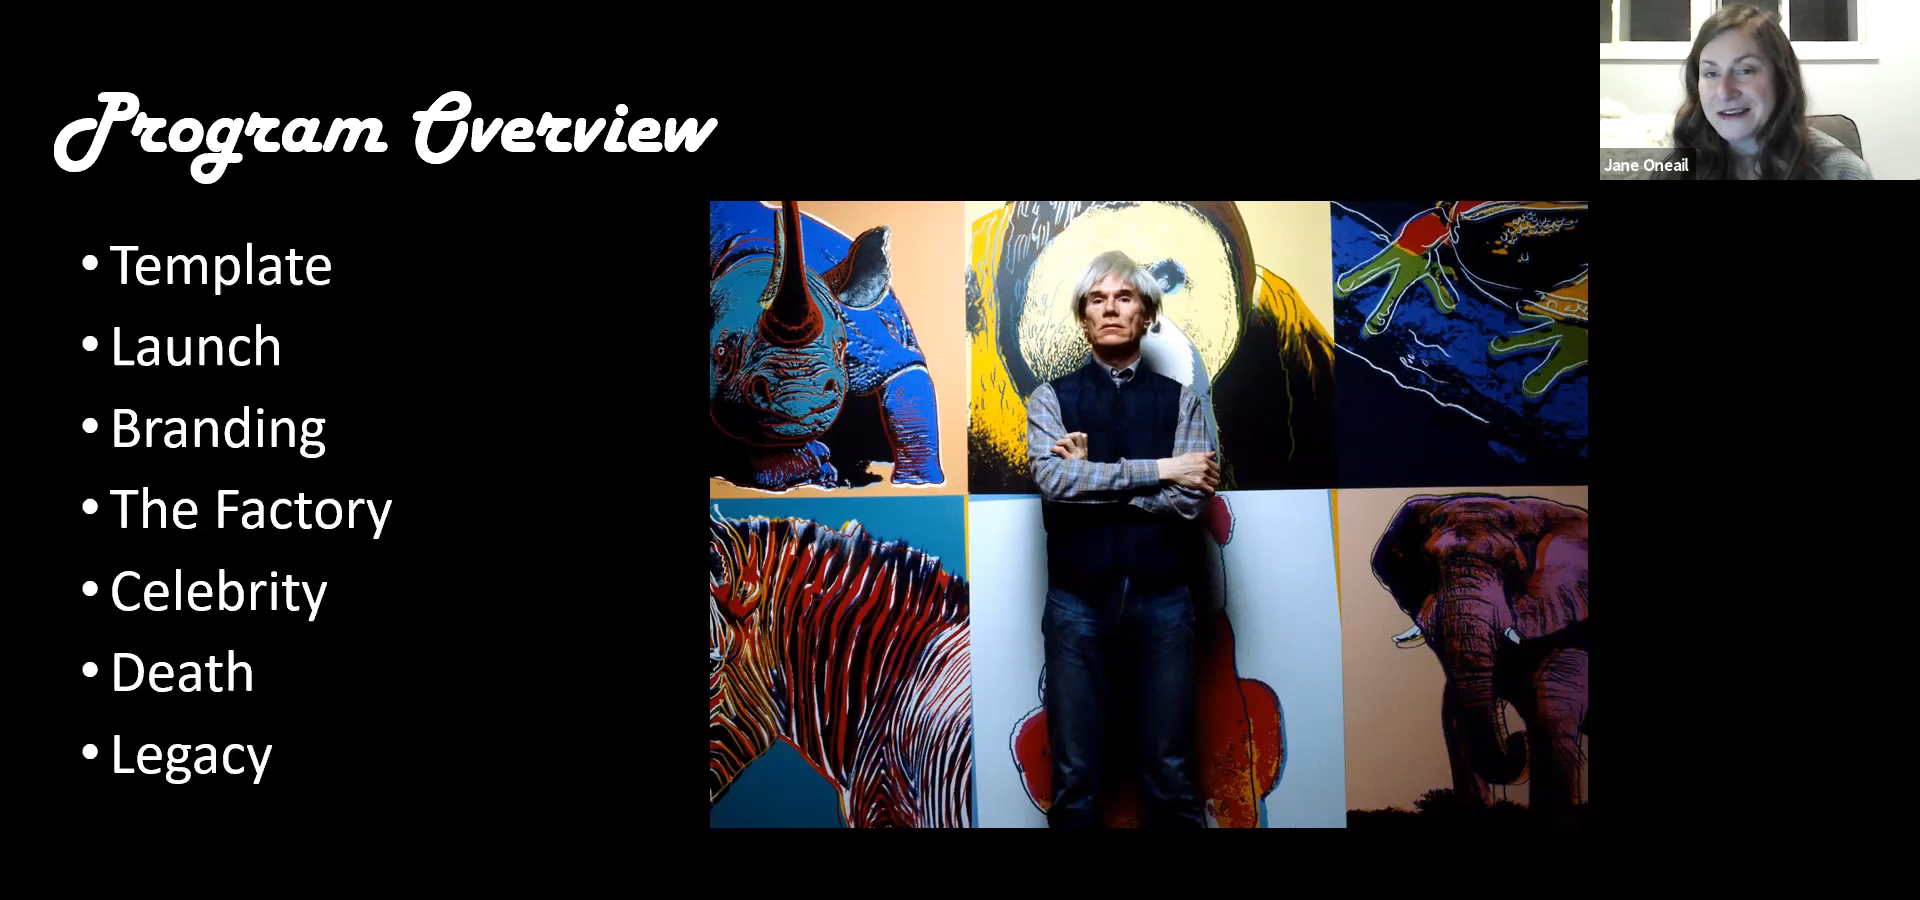 Program Overview
• Template
• Launch
• Branding
• The Factory
• Celebrity
• Death
• Legacy
Jane Oneail